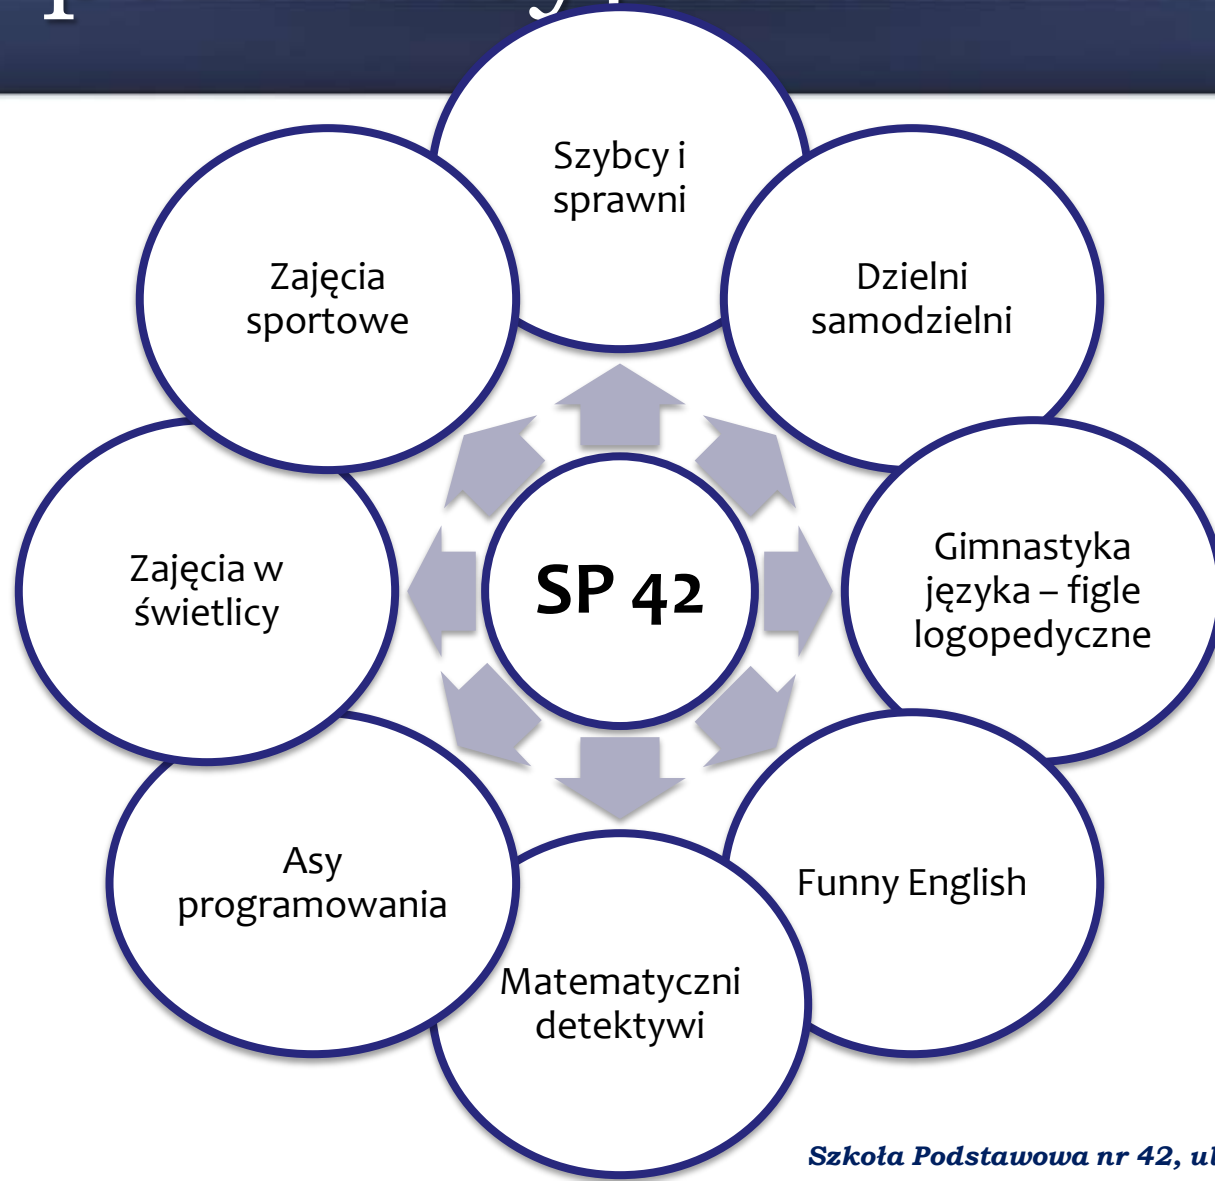 Szybcy i
sprawni
Dzielni
samodzielni
Gimnastyka
języka – figle
logopedyczne
Funny English
Matematyczni
detektywi
Asy
programowania
Zajęcia w
świetlicy
Zajęcia
sportowe
SP 42
Szkoła Podstawowa nr 42, ul